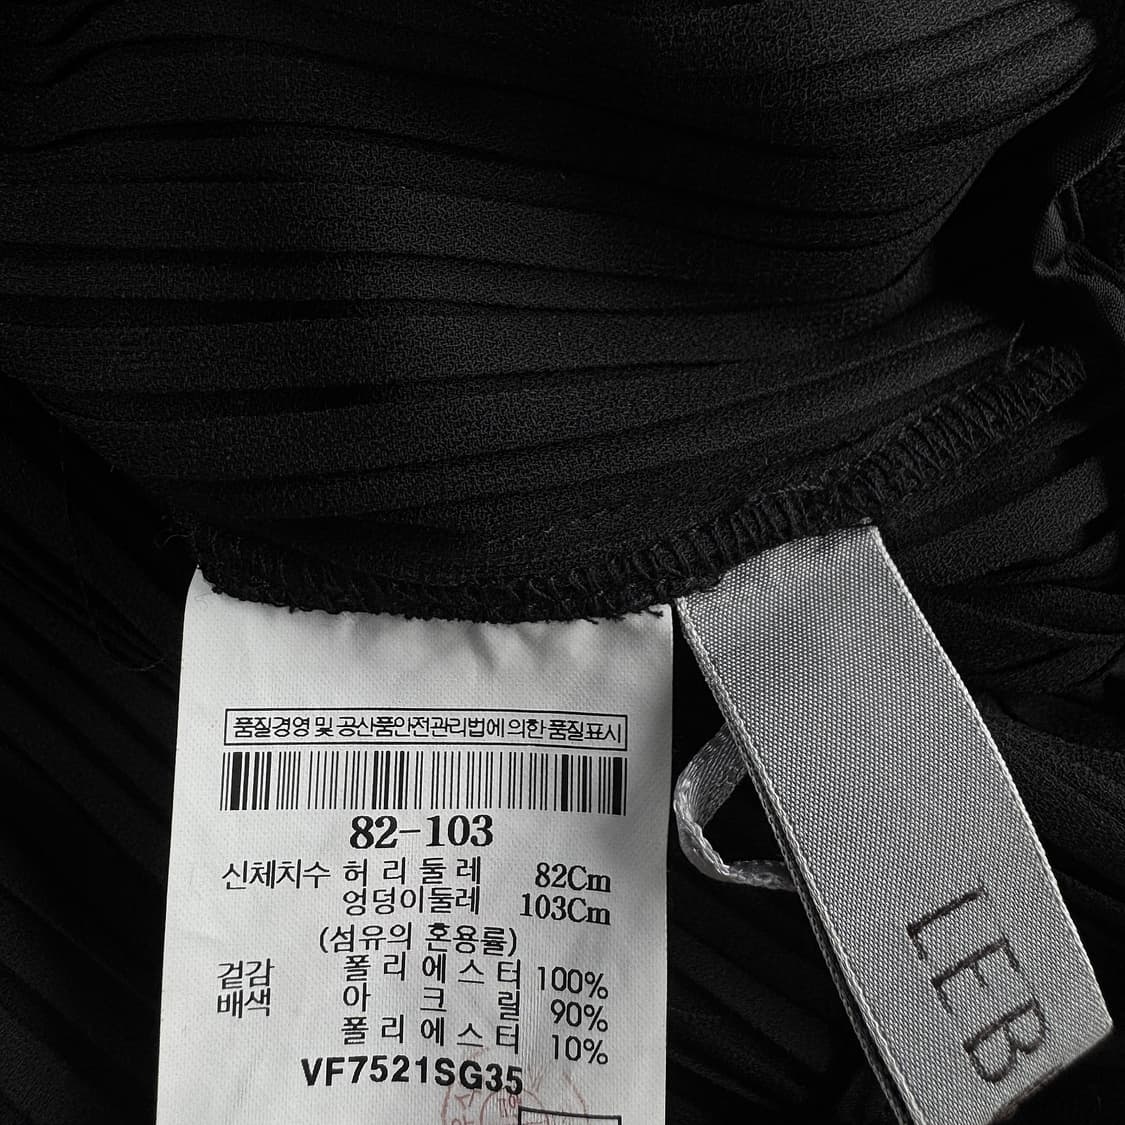 품질경영 및 공산품안전관리법에 의한 품질표시
82-103
신체치수 허리둘레 82Cm
엉덩이둘레 103Cm
(섬유의 혼용률)
겉감 폴리에스터 100%
배색 아크릴 90%
폴리에스터 10%
VF7521SG35
LEB